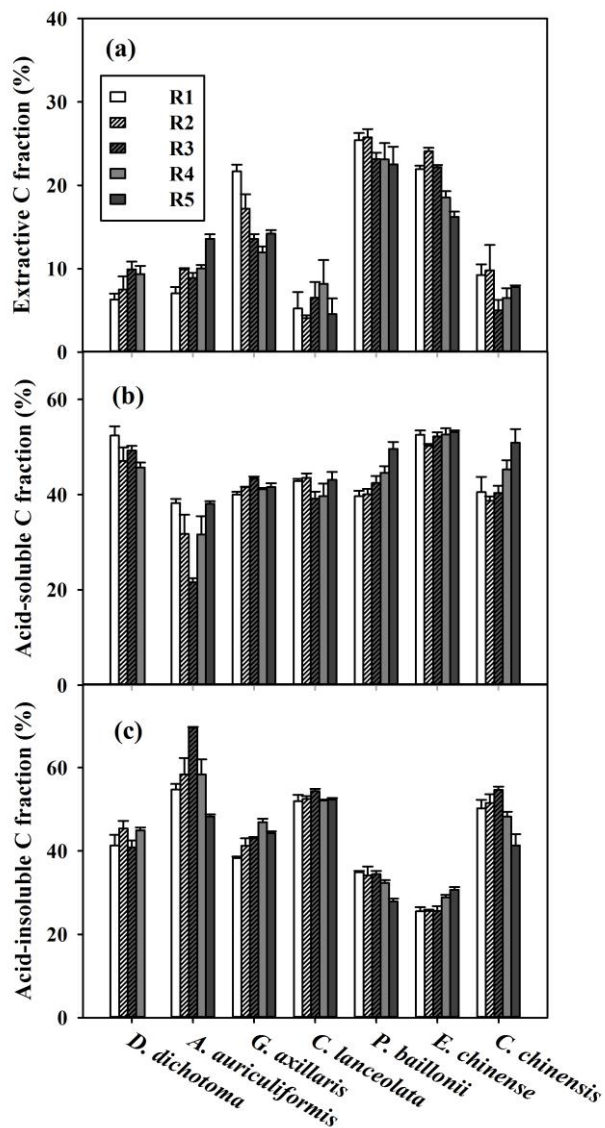 Extractive C fraction (%)
40
30
20
10
0
(a)
R1
R2
R3
R4
R5
Acid-soluble C fraction (%)
60
40
20
0
(b)
Acid-insoluble C fraction (%)
60
40
20
0
(c)
D. dichotoma
A. auriculiformis
G. axillaris
C. lanceolata
P. baillonii
E. chinense
C. chinensis